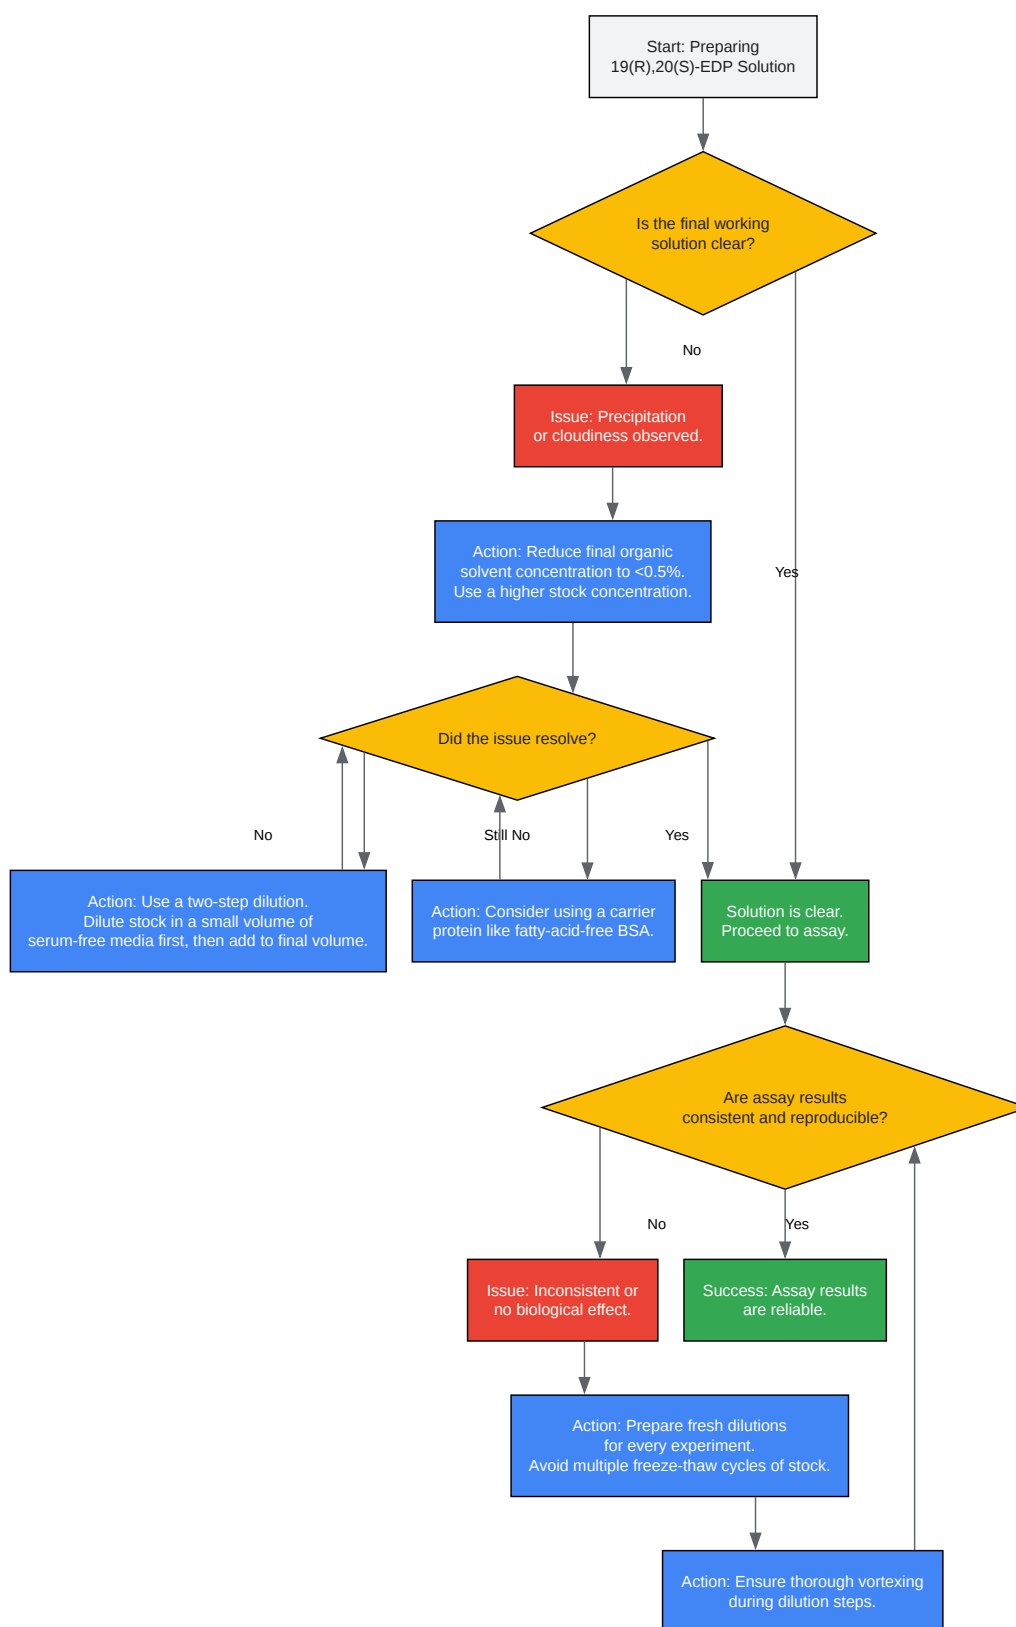 Start: Preparing
19(R),20(S)-EDP Solution
Is the final working
solution clear?
No
Issue: Precipitation
or cloudiness observed.
Action: Reduce final organic
solvent concentration to <0.5%.
Use a higher stock concentration.
Yes
Did the issue resolve?
No
Still No
Yes
Action: Use a two-step dilution.
Dilute stock in a small volume of
serum-free media first, then add to final volume.
Action: Consider using a carrier
protein like fatty-acid-free BSA.
Solution is clear.
Proceed to assay.
Are assay results
consistent and reproducible?
No
Yes
Issue: Inconsistent or
no biological effect.
Success: Assay results
are reliable.
Action: Prepare fresh dilutions
for every experiment.
Avoid multiple freeze-thaw cycles of stock.
Action: Ensure thorough vortexing
during dilution steps.